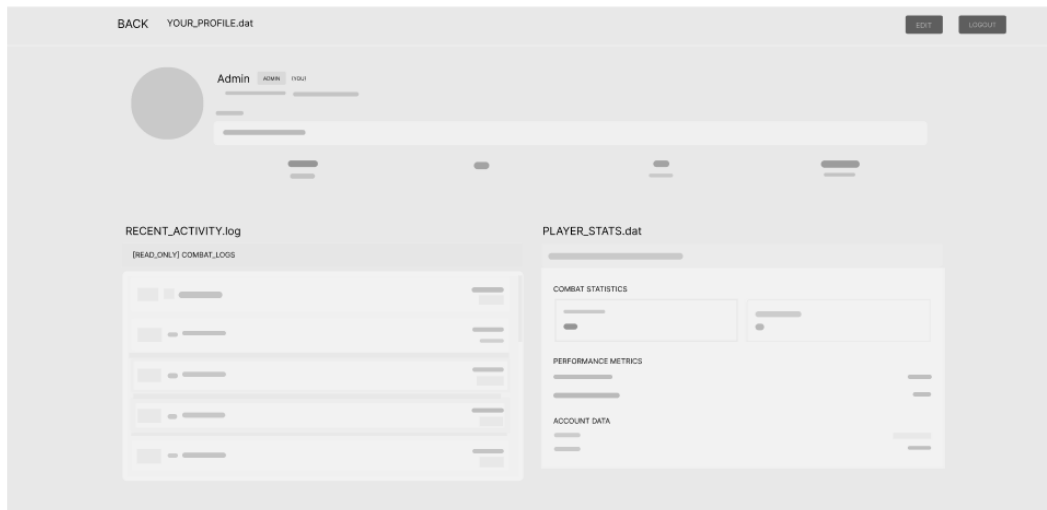 BACK YOUR_PROFILE.dat EDIT LOGOUT
Admin ADMIN [YOU]
RECENT_ACTIVITY.log
[READ_ONLY] COMBAT_LOGS
PLAYER_STATS.dat
COMBAT STATISTICS
PERFORMANCE METRICS
ACCOUNT DATA